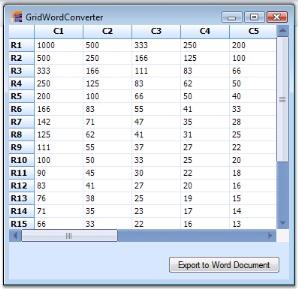 GridWordConverter
C1 C2 C3 C4 C5
R1 1000 500 333 250 200
R2 500 250 166 125 100
R3 333 166 111 83 66
R4 250 125 83 62 50
R5 200 100 66 50 40
R6 166 83 55 41 33
R7 142 71 47 35 28
R8 125 62 41 31 25
R9 111 55 37 27 22
R10 100 50 33 25 20
R11 90 45 30 22 18
R12 83 41 27 20 16
R13 76 38 25 19 15
R14 71 35 23 17 14
R15 66 33 22 16 13
Export to Word Document